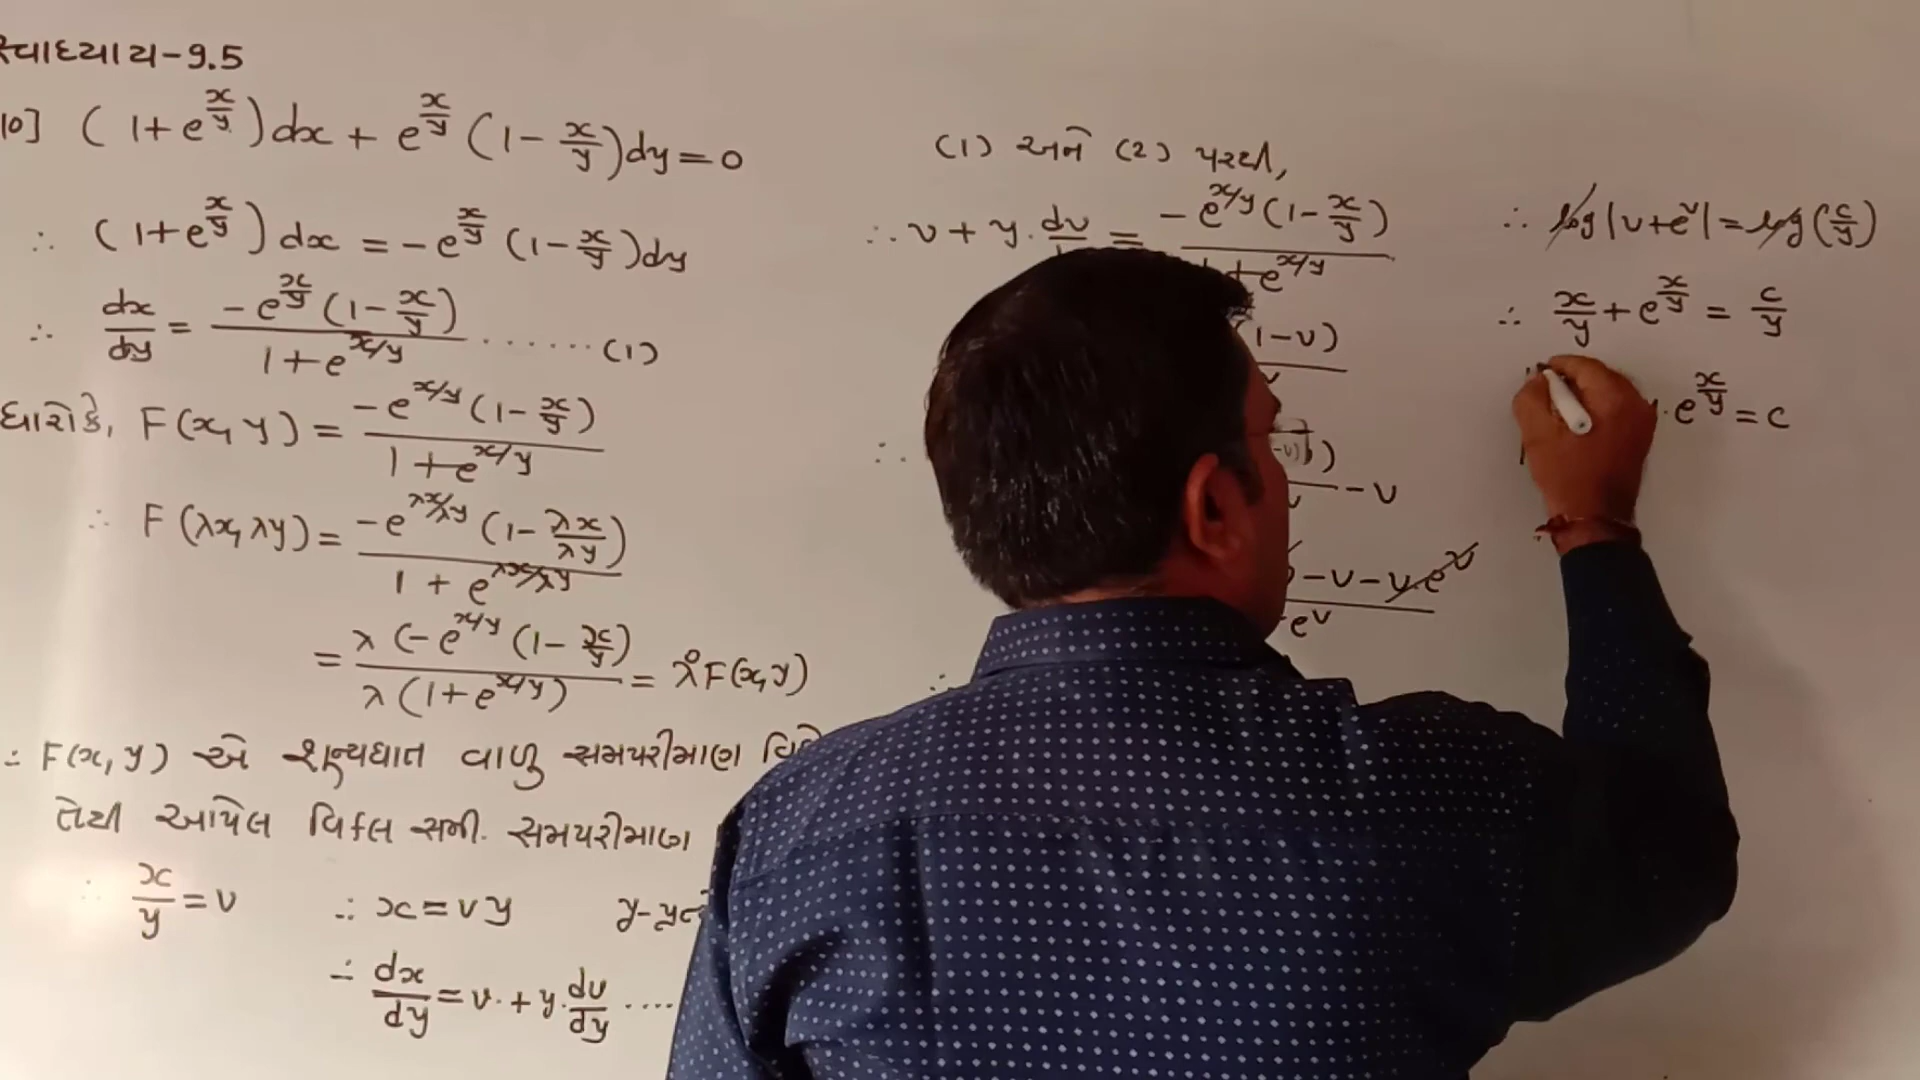 સ્વાધ્યાય-9.5
10] (1+e^{x/y})dx + e^{x/y}(1-x/y)dy=0
∴ (1+e^{x/y})dx = -e^{x/y}(1-x/y)dy
∴ dx/dy = -e^{x/y}(1-x/y) / 1+e^{x/y} ......(1)
ધારોકે, F(x,y) = -e^{x/y}(1-x/y) / 1+e^{x/y}
∴ F(λx,λy) = -e^{λx/λy}(1-λx/λy) / 1+e^{λx/λy}
= λ(-e^{x/y}(1-x/y) / λ(1+e^{x/y}) = λ°F(x,y)
∴ F(x,y) એ શૂન્યઘાત વાળુ સમપરીમાણ
તેથી આપેલ વિકલ સમી. સમપરીમાણ
∴ x/y = v ∴ x = vy
∴ dx/dy = v.+y.dv/dy ....
(1) અને (2) પરથી,
∴ v + y.dv = -e^{x/y}(1-x/y) / +e^{x/y}
1-v)
∴ -v)) - v
-v-v.e^v / e^v
∴
∴ log|v+e^v| = log(c/y)
∴ x/y + e^{x/y} = c/y
.e^{x/y} = c